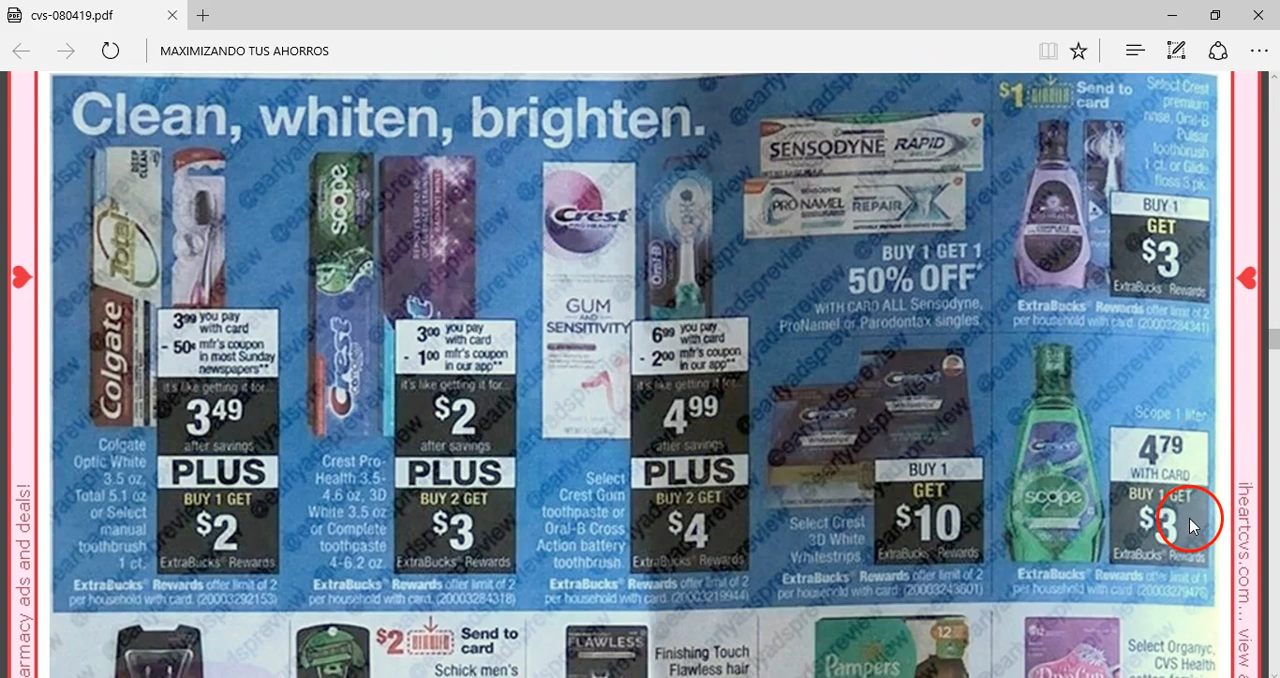 cvs-080419.pdf
MAXIMIZANDO TUS AHORROS
Clean, whiten, brighten.
Colgate
Total
DEEP
CLEAN
3.99 you pay
with card
- 50¢ mfr's coupon
in most Sunday
newspapers**
it's like getting it for...
3.49
after savings
PLUS
BUY 1 GET
$2
ExtraBucks® Rewards
Colgate
Optic White
3.5 oz,
Total 5.1 oz
or Select
manual
toothbrush
1 ct.
ExtraBucks® Rewards offer limit of 2
per household with card. (20003292153)
scope
Crest
3.00 you pay
with card
- 1.00 mfr's coupon
in our app**
it's like getting it for...
$2
after savings
PLUS
BUY 2 GET
$3
ExtraBucks® Rewards
Crest Pro-
Health 3.5-
4.6 oz, 3D
White 3.5 oz
or Complete
toothpaste
4-6.2 oz.
ExtraBucks® Rewards offer limit of 2
per household with card. (20003284318)
Crest
PRO-HEALTH
GUM
AND
SENSITIVITY
Oral-B
6.99 you pay
with card
- 2.00 mfr's coupon
in our app**
it's like getting it for...
4.99
after savings
PLUS
BUY 2 GET
$4
ExtraBucks® Rewards
Select
Crest Gum
toothpaste or
Oral-B Cross
Action battery
toothbrush.
ExtraBucks® Rewards offer limit of 2
per household with card. (20003219944)
SENSODYNE RAPID
SENSODYNE
PRONAMEL REPAIR
BUY 1 GET 1
50% OFF*
WITH CARD ALL Sensodyne,
ProNamel or Parodontax singles.
BUY 1
GET
$10
ExtraBucks® Rewards
Select Crest
3D White
Whitestrips.
ExtraBucks® Rewards offer limit of 2
per household with card. (20003243601)
$1 Send to
card
Select Crest
premium
rinse, Oral-B
Pulsar
toothbrush
1 ct. or Glide
floss 3 pk.
BUY 1
GET
$3
ExtraBucks® Rewards
ExtraBucks® Rewards offer limit of 2
per household with card. (20003284341)
Crest
scope
Scope 1 liter
4.79
WITH CARD
BUY 1 GET
$3
ExtraBucks® Rewards
ExtraBucks® Rewards offer limit of 1
per household with card.
$2 Send to
card
Schick men's
FLAWLESS
Finishing Touch
Flawless hair
Pampers
12
Select Organyc,
CVS Health
@earlyadspreview
iheartcvs.com... view a
armacy ads and deals!